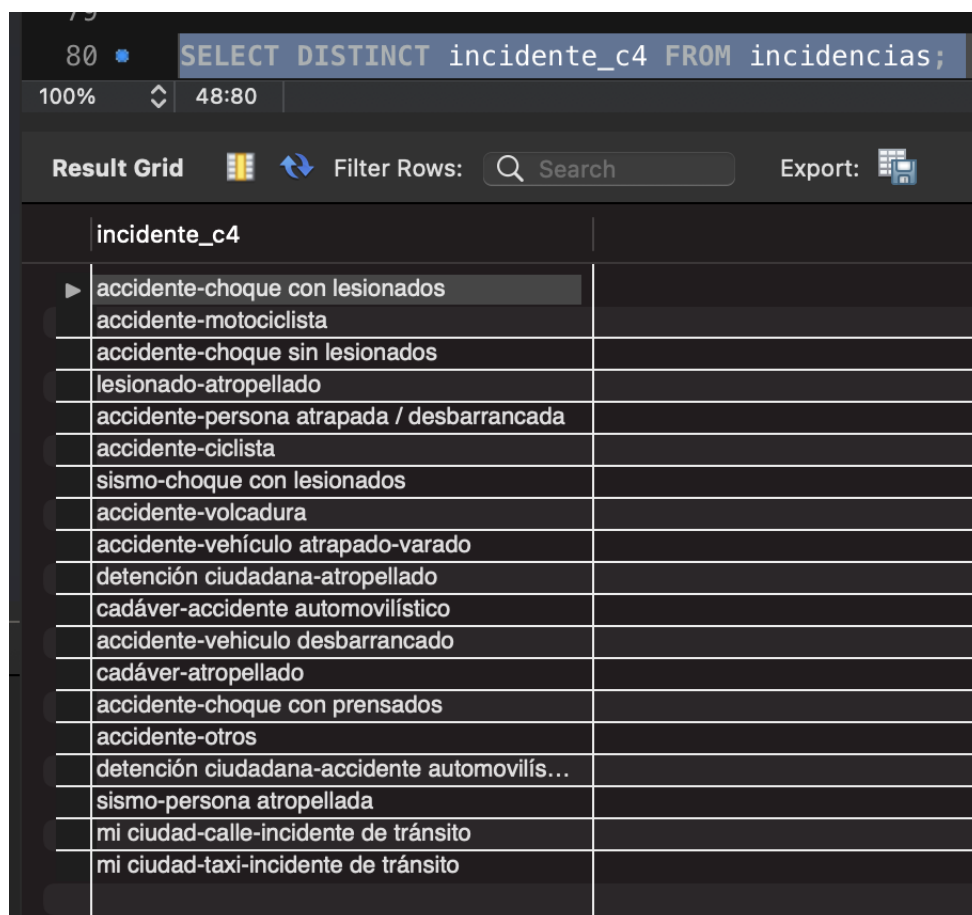 80 SELECT DISTINCT incidente_c4 FROM incidencias;
100% 48:80
Result Grid Filter Rows: Search Export:
incidente_c4
accidente-choque con lesionados
accidente-motociclista
accidente-choque sin lesionados
lesionado-atropellado
accidente-persona atrapada / desbarrancada
accidente-ciclista
sismo-choque con lesionados
accidente-volcadura
accidente-vehículo atrapado-varado
detención ciudadana-atropellado
cadáver-accidente automovilístico
accidente-vehiculo desbarrancado
cadáver-atropellado
accidente-choque con prensados
accidente-otros
detención ciudadana-accidente automovilís...
sismo-persona atropellada
mi ciudad-calle-incidente de tránsito
mi ciudad-taxi-incidente de tránsito